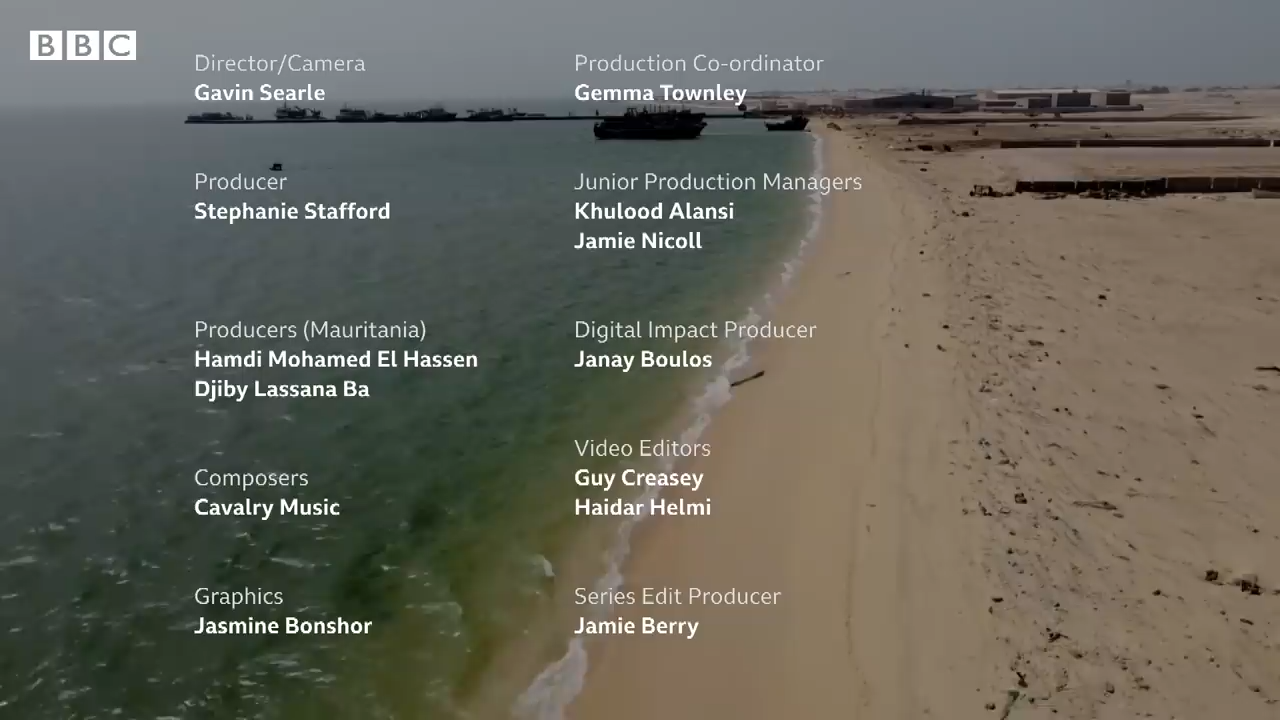 BBC
Director/Camera
Gavin Searle
Producer
Stephanie Stafford
Producers (Mauritania)
Hamdi Mohamed El Hassen
Djiby Lassana Ba
Composers
Cavalry Music
Graphics
Jasmine Bonshor
Production Co-ordinator
Gemma Townley
Junior Production Managers
Khulood Alansi
Jamie Nicoll
Digital Impact Producer
Janay Boulos
Video Editors
Guy Creasey
Haidar Helmi
Series Edit Producer
Jamie Berry